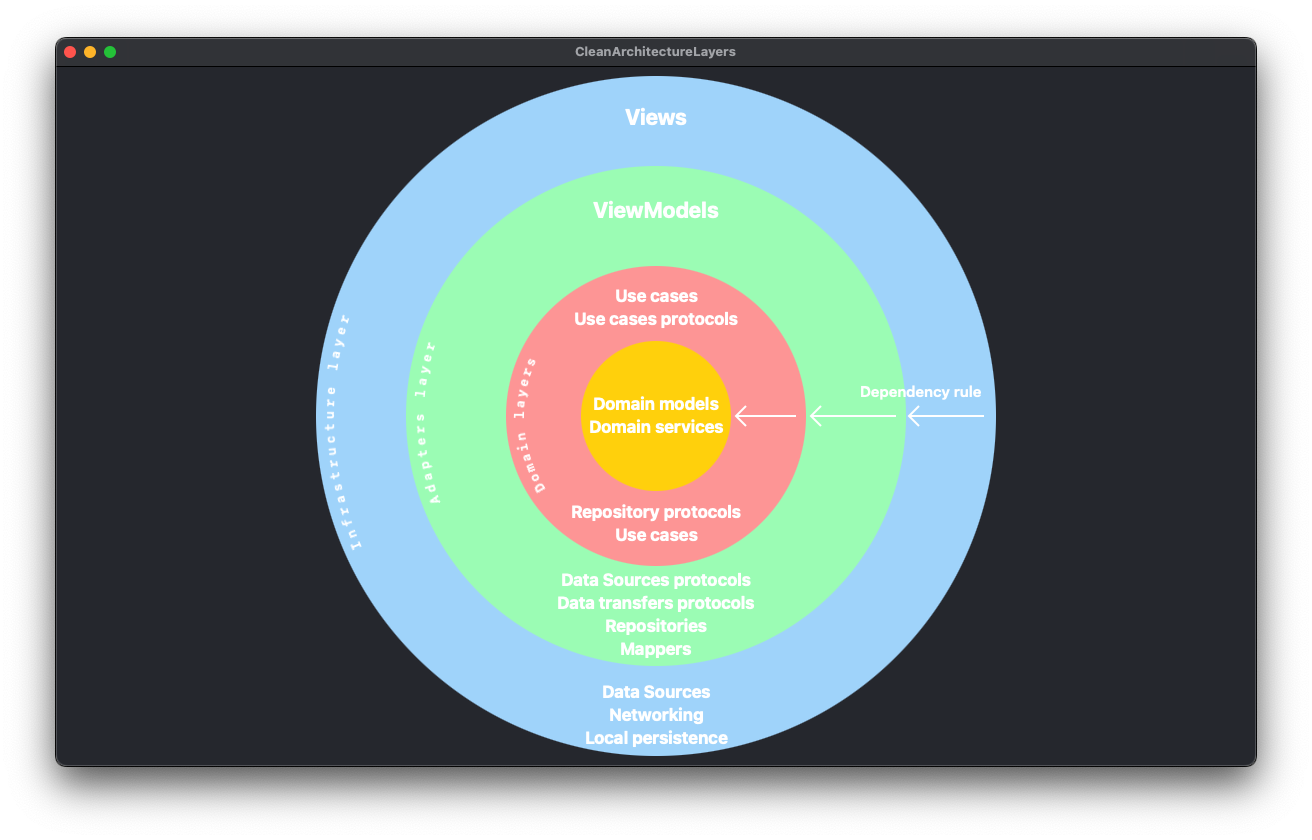 CleanArchitectureLayers
Views
ViewModels
Use cases
Use cases protocols
Infrastructure layer
Adapters layer
Domain layers
Domain models
Domain services
Dependency rule
Repository protocols
Use cases
Data Sources protocols
Data transfers protocols
Repositories
Mappers
Data Sources
Networking
Local persistence